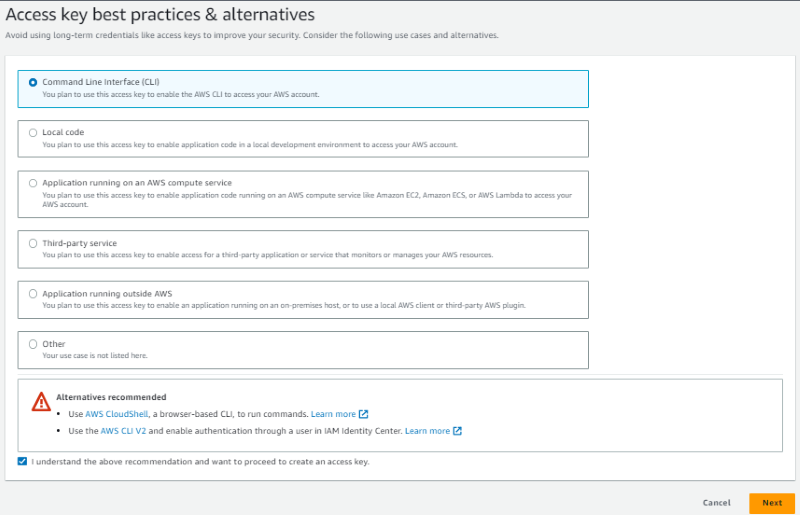 Access key best practices & alternatives
Avoid using long-term credentials like access keys to improve your security. Consider the following use cases and alternatives.
Command Line Interface (CLI)
You plan to use this access key to enable the AWS CLI to access your AWS account.
Local code
You plan to use this access key to enable application code in a local development environment to access your AWS account.
Application running on an AWS compute service
You plan to use this access key to enable application code running on an AWS compute service like Amazon EC2, Amazon ECS, or AWS Lambda to access your
AWS account.
Third-party service
You plan to use this access key to enable access for a third-party application or service that monitors or manages your AWS resources.
Application running outside AWS
You plan to use this access key to enable an application running on an on-premises host, or to use a local AWS client or third-party AWS plugin.
Other
Your use case is not listed here.
Alternatives recommended
• Use AWS CloudShell, a browser-based CLI, to run commands. Learn more
• Use the AWS CLI V2 and enable authentication through a user in IAM Identity Center. Learn more
I understand the above recommendation and want to proceed to create an access key.
Cancel Next